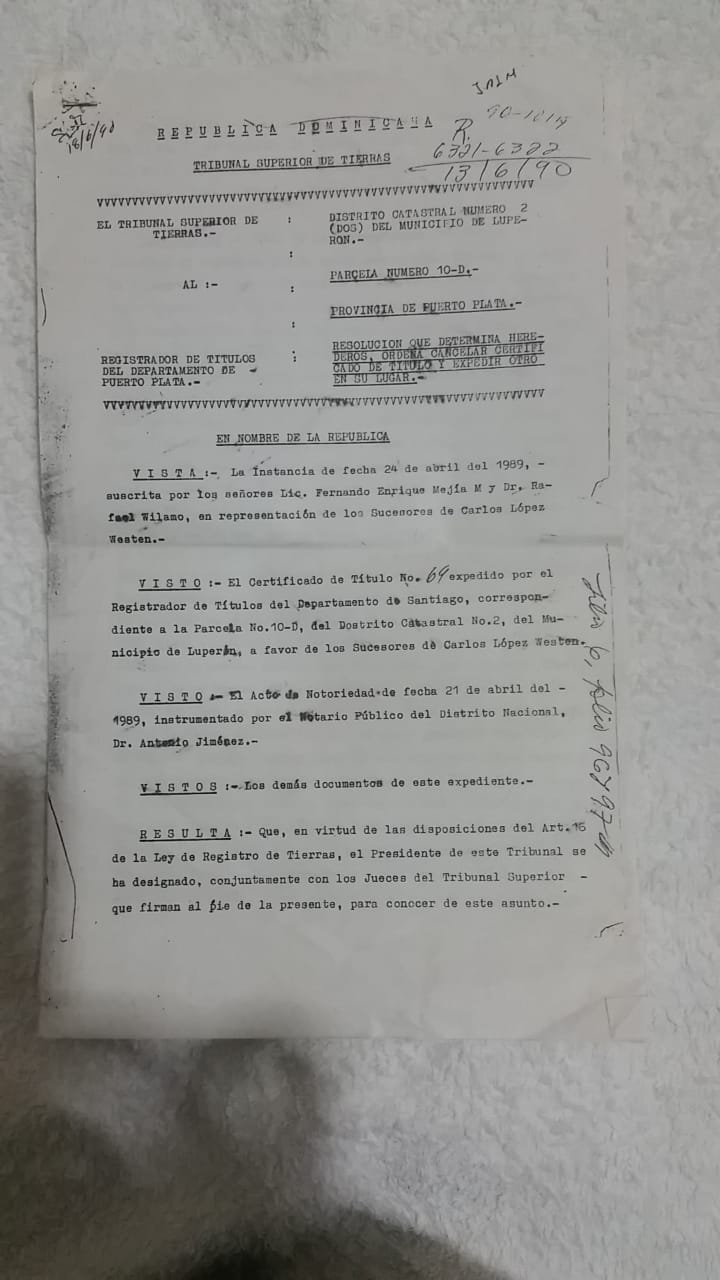 R E P U B L I C A D O M I N I C A N A
TRIBUNAL SUPERIOR DE TIERRAS
R.
6321-6322
13/6/90
18/6/90
EL TRIBUNAL SUPERIOR DE
TIERRAS.-
:
DISTRITO CATASTRAL NUMERO 2
(DOS) DEL MUNICIPIO DE LUPE-
RON.-
:
AL :-
:
PARCELA NUMERO 10-D.-
PROVINCIA DE PUERTO PLATA.-
:
REGISTRADOR DE TITULOS
DEL DEPARTAMENTO DE -
PUERTO PLATA.-
:
RESOLUCION QUE DETERMINA HERE-
DEROS, ORDENA CANCELAR CERTIFI
CADO DE TITULO Y EXPEDIR OTRO
EN SU LUGAR.-
EN NOMBRE DE LA REPUBLICA
V I S T A :-. La Instancia de fecha 24 de abril del 1989, -
suscrita por los señores Lic. Fernando Enrique Mejía M y Dr. Ra-
fael Wilamo, en representación de los Sucesores de Carlos López
Westen.-
V I S T O :- El Certificado de Título No. 69 expedido por el
Registrador de Títulos del Departamento de Santiago, correspon-
diente a la Parcela No.10-D, del Dostrito Catastral No.2, del Mu-
nicipio de Luperón, a favor de los Sucesores de Carlos López Westen.
V I S T O :- El Acto de Notoriedad de fecha 21 de abril del -
1989, instrumentado por el Notario Público del Distrito Nacional,
Dr. Antonio Jiménez.-
V I S T O S :-Los demás documentos de este expediente.-
R E S U L T A :- Que, en virtud de las disposiciones del Art.16
de la Ley de Registro de Tierras, el Presidente de este Tribunal se
ha designado, conjuntamente con los Jueces del Tribunal Superior -
que firman al pie de la presente, para conocer de este asunto.-
folio 96y97